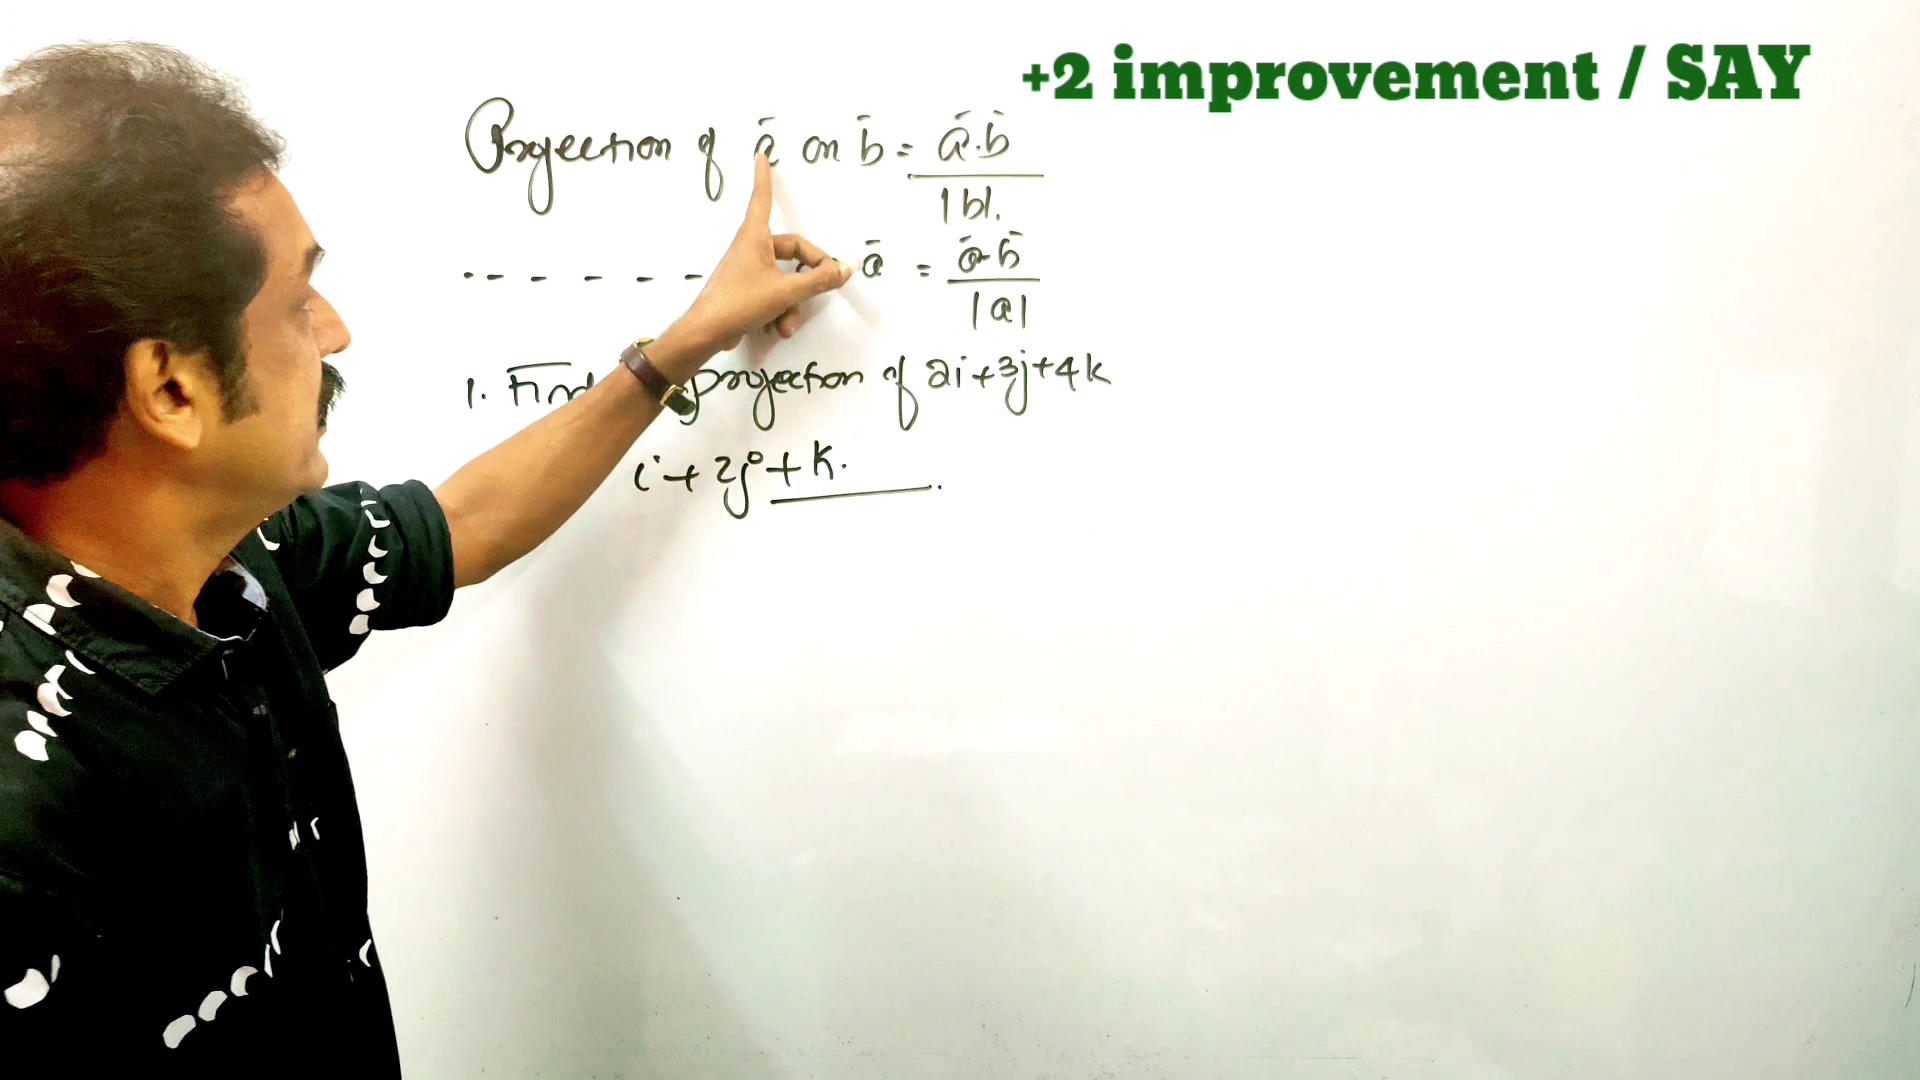 +2 improvement / SAY
Projection of a̅ on b̅ = a̅.b̅ / |b|.
.- - - - - a̅ = a̅.b̅ / |a|
1. Find projection of 2i+3j+4k
i+2j+k.